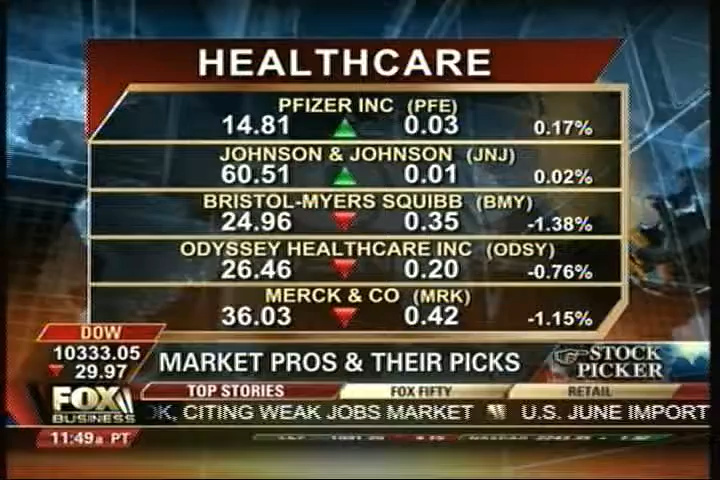 HEALTHCARE
PFIZER INC (PFE)
14.81 0.03 0.17%
JOHNSON & JOHNSON (JNJ)
60.51 0.01 0.02%
BRISTOL-MYERS SQUIBB (BMY)
24.96 0.35 -1.38%
ODYSSEY HEALTHCARE INC (ODSY)
26.46 0.20 -0.76%
MERCK & CO (MRK)
36.03 0.42 -1.15%
DOW
10333.05
29.97
MARKET PROS & THEIR PICKS
STOCK
PICKER
TOP STORIES FOX FIFTY RETAIL
FOX
BUSINESS
K, CITING WEAK JOBS MARKET U.S. JUNE IMPORT
11:49a PT